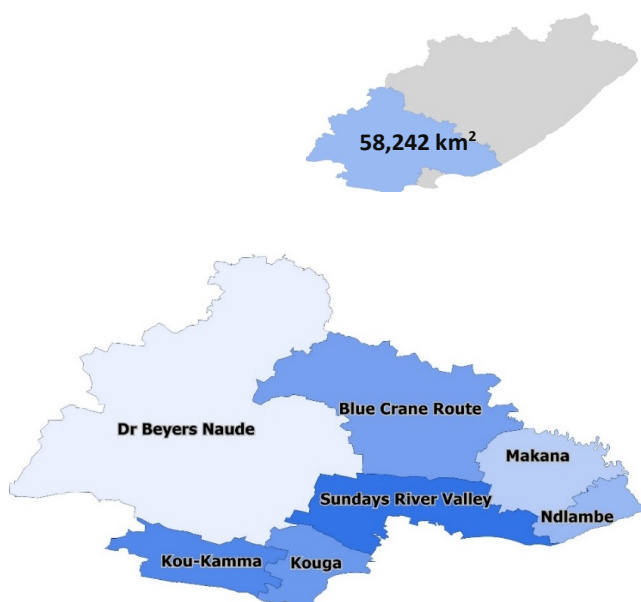 58,242 km²
Blue Crane Route
Dr Beyers Naude
Makana
Sundays River Valley
Ndlambe
Kou-Kamma
Kouga